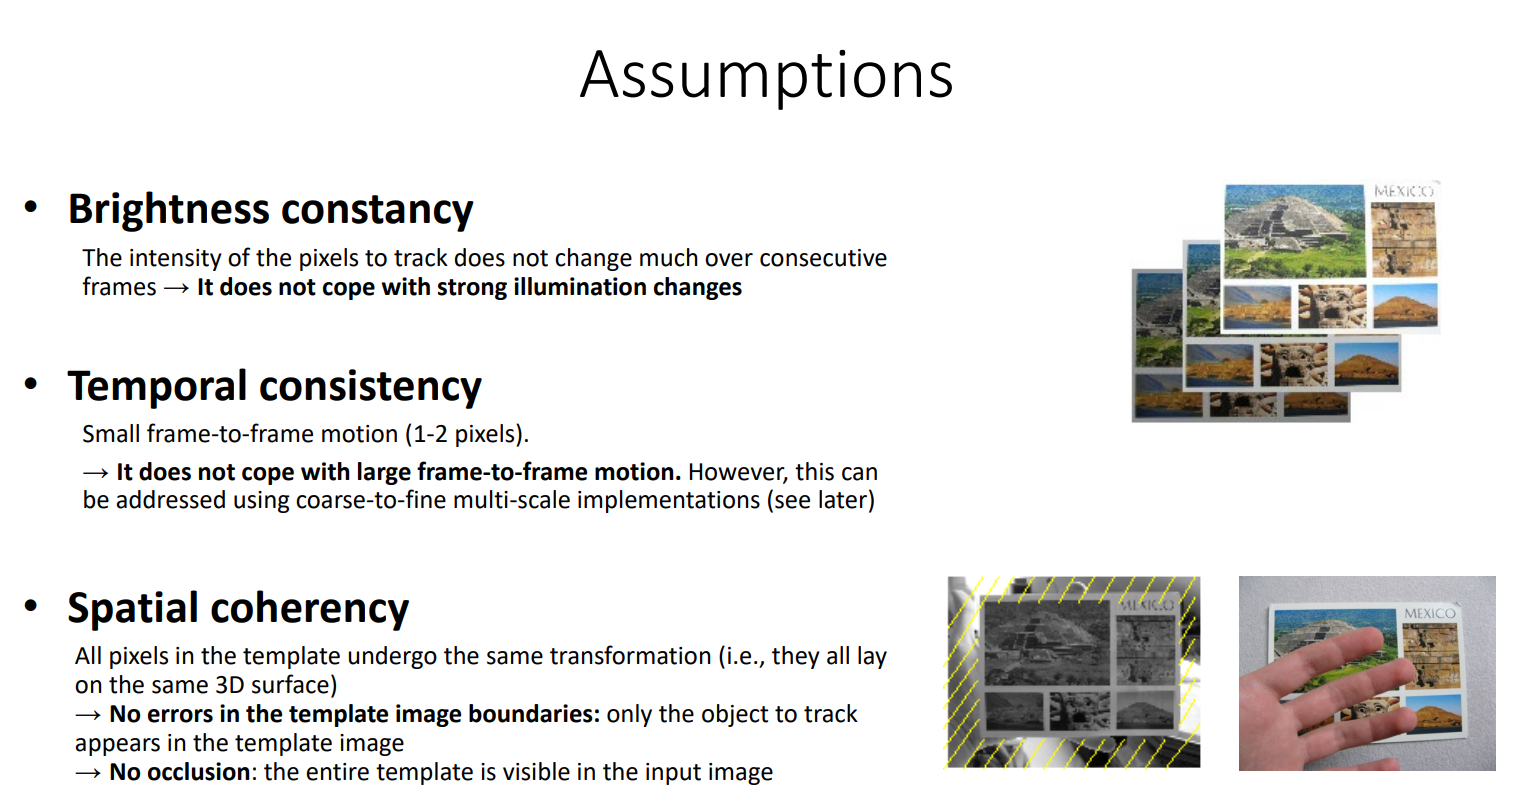 Assumptions
• Brightness constancy
The intensity of the pixels to track does not change much over consecutive
frames → It does not cope with strong illumination changes
• Temporal consistency
Small frame-to-frame motion (1-2 pixels).
→ It does not cope with large frame-to-frame motion. However, this can
be addressed using coarse-to-fine multi-scale implementations (see later)
• Spatial coherency
All pixels in the template undergo the same transformation (i.e., they all lay
on the same 3D surface)
→ No errors in the template image boundaries: only the object to track
appears in the template image
→ No occlusion: the entire template is visible in the input image
MEXICO
MEXICO
MEXICO